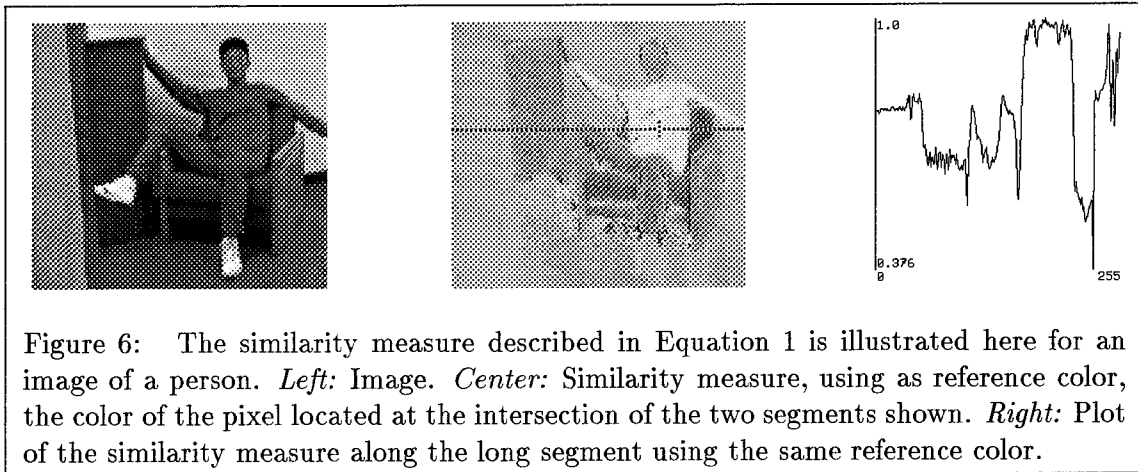 1.0
0.376
0 255
Figure 6: The similarity measure described in Equation 1 is illustrated here for an
image of a person. Left: Image. Center: Similarity measure, using as reference color,
the color of the pixel located at the intersection of the two segments shown. Right: Plot
of the similarity measure along the long segment using the same reference color.